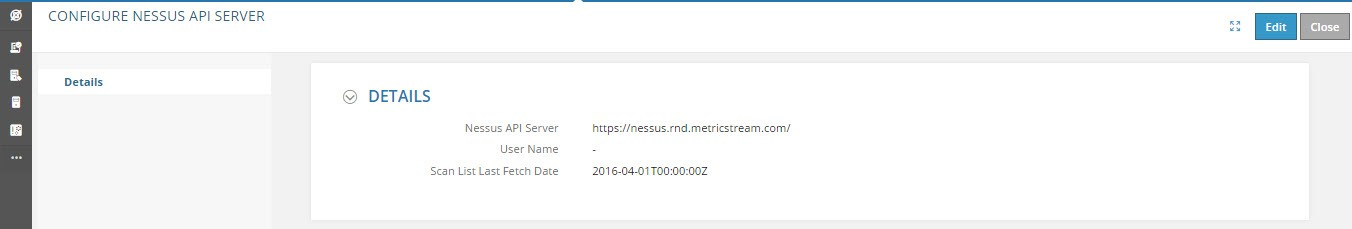 CONFIGURE NESSUS API SERVER
Edit
Close
Details
DETAILS
Nessus API Server https://nessus.rnd.metricstream.com/
User Name -
Scan List Last Fetch Date 2016-04-01T00:00:00Z